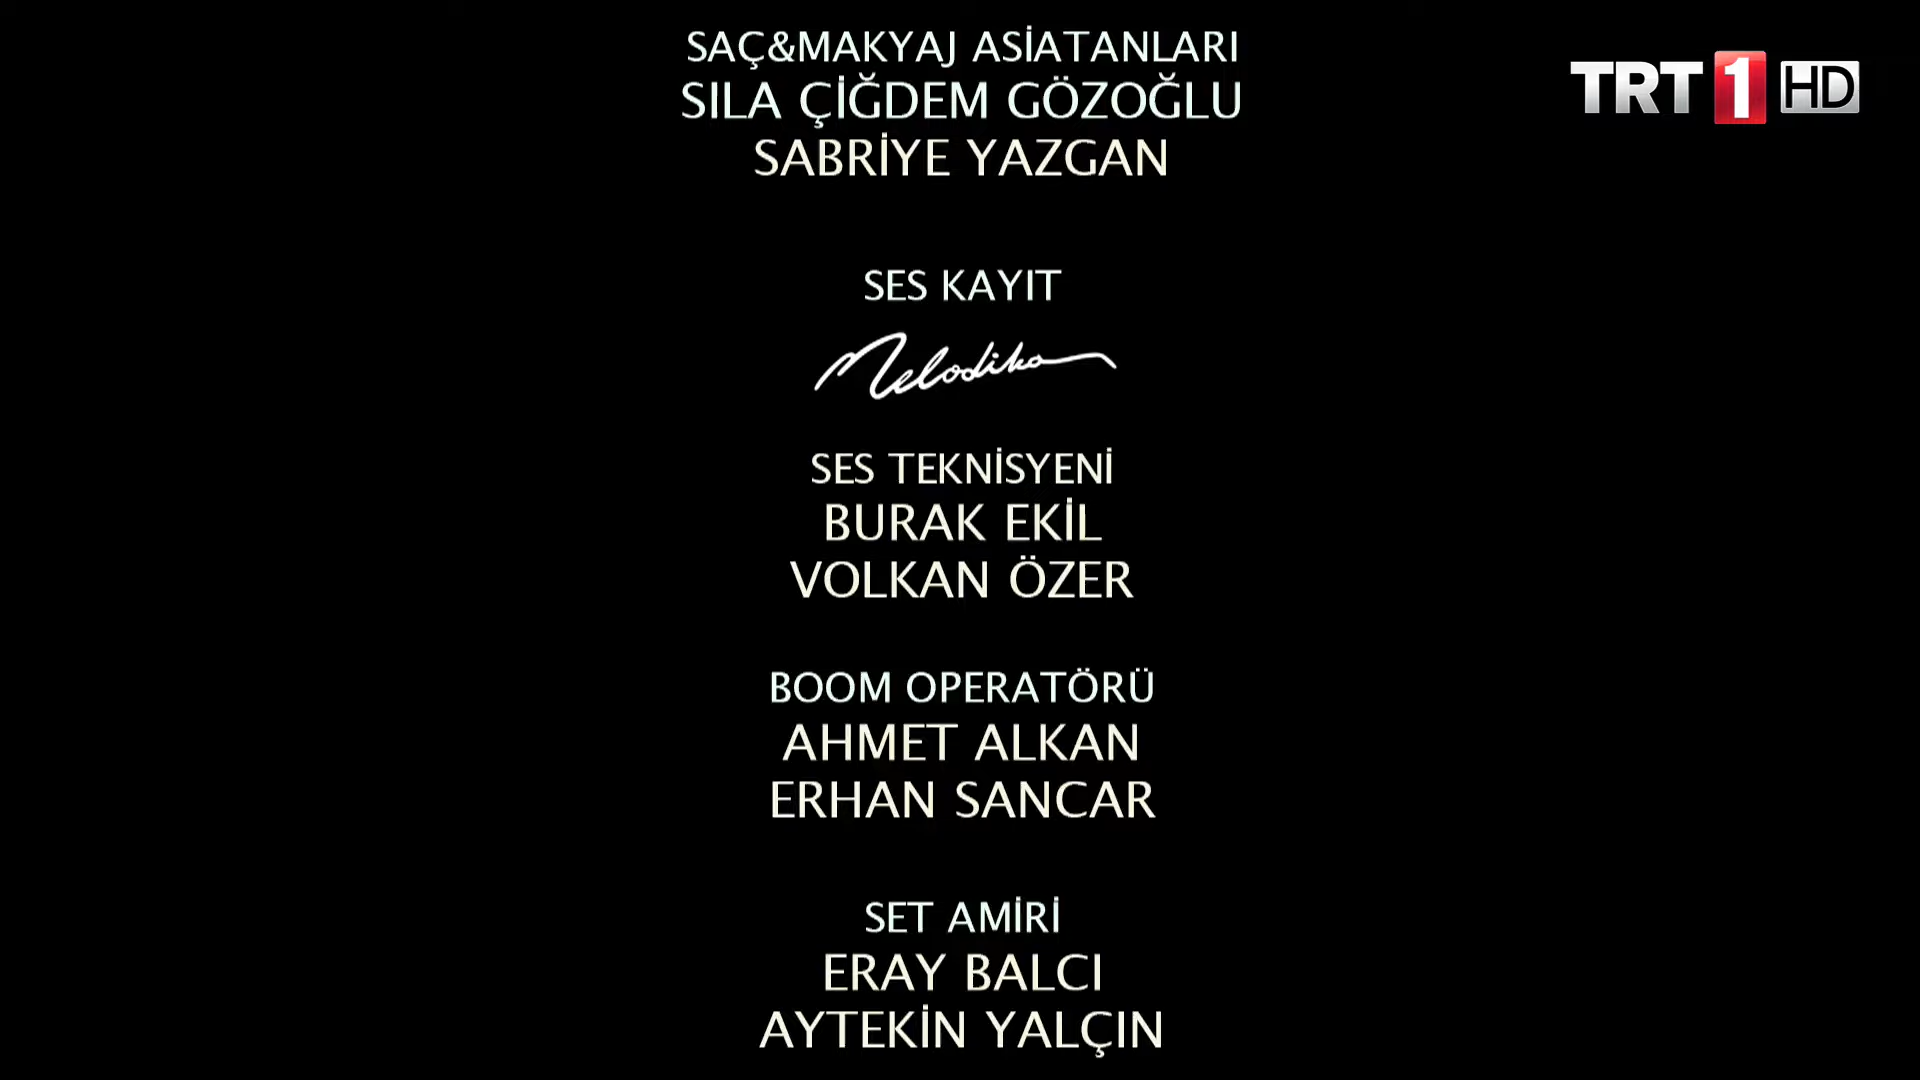 SAÇ&MAKYAJ ASİATANLARI
SILA ÇİĞDEM GÖZOĞLU
SABRİYE YAZGAN
TRT 1 HD
SES KAYIT
Melodika
SES TEKNİSYENİ
BURAK EKİL
VOLKAN ÖZER
BOOM OPERATÖRÜ
AHMET ALKAN
ERHAN SANCAR
SET AMİRİ
ERAY BALCI
AYTEKİN YALÇIN